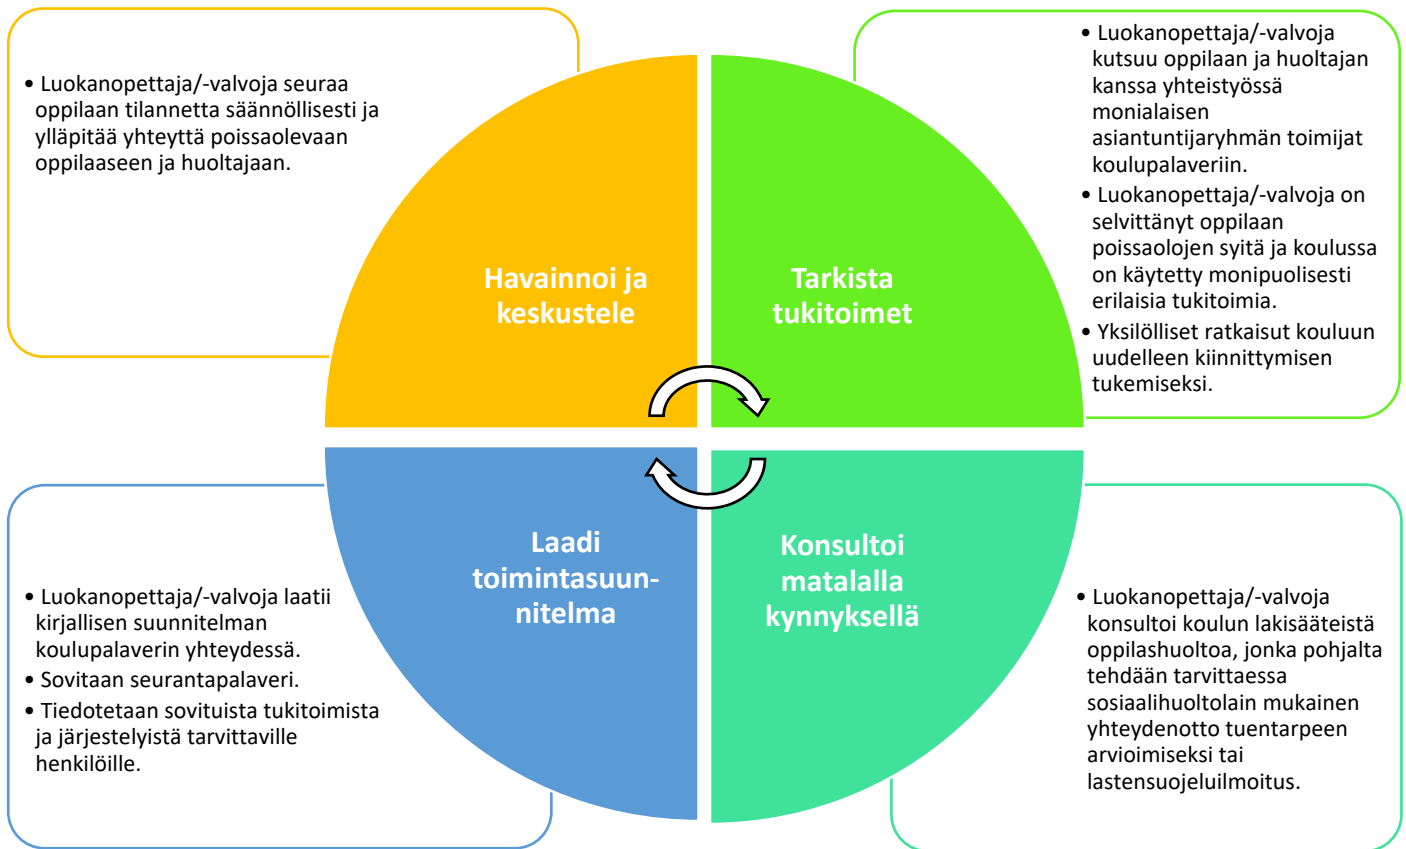 • Luokanopettaja/-valvoja seuraa
oppilaan tilannetta säännöllisesti ja
ylläpitää yhteyttä poissaolevaan
oppilaaseen ja huoltajaan.
Havainnoi ja
keskustele
Tarkista
tukitoimet
• Luokanopettaja/-valvoja
kutsuu oppilaan ja huoltajan
kanssa yhteistyössä
monialaisen
asiantuntijaryhmän toimijat
koulupalaveriin.
• Luokanopettaja/-valvoja on
selvittänyt oppilaan
poissaolojen syitä ja koulussa
on käytetty monipuolisesti
erilaisia tukitoimia.
• Yksilölliset ratkaisut kouluun
uudelleen kiinnittymisen
tukemiseksi.
• Luokanopettaja/-valvoja laatii
kirjallisen suunnitelman
koulupalaverin yhteydessä.
• Sovitaan seurantapalaveri.
• Tiedotetaan sovituista tukitoimista
ja järjestelyistä tarvittaville
henkilöille.
Laadi
toimintasuun-
nitelma
Konsultoi
matalalla
kynnyksellä
• Luokanopettaja/-valvoja
konsultoi koulun lakisääteistä
oppilashuoltoa, jonka pohjalta
tehdään tarvittaessa
sosiaalihuoltolain mukainen
yhteydenotto tuentarpeen
arvioimiseksi tai
lastensuojeluilmoitus.